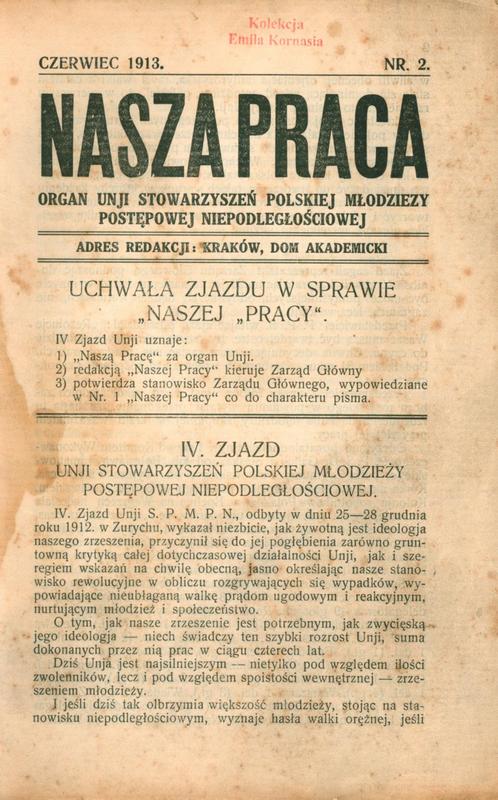 Kolekcja
Emila Kornasia
CZERWIEC 1913.
NR. 2.
NASZA PRACA
ORGAN UNJI STOWARZYSZEŃ POLSKIEJ MŁODZIEZY
POSTĘPOWEJ NIEPODLEGŁOŚCIOWEJ
ADRES REDAKCJI: KRAKÓW, DOM AKADEMICKI
UCHWAŁA ZJAZDU W SPRAWIE
„NASZEJ „PRACY“.
IV Zjazd Unji uznaje:
1) „Naszą Pracę“ za organ Unji.
2) redakcją „Naszej Pracy“ kieruje Zarząd Główny
3) potwierdza stanowisko Zarządu Głównego, wypowiedziane
w Nr. 1 „Naszej Pracy“ co do charakteru pisma.
IV. ZJAZD
UNJI STOWARZYSZEŃ POLSKIEJ MŁODZIEŻY
POSTĘPOWEJ NIEPODLEGŁOŚCIOWEJ.
IV. Zjazd Unji S. P. M. P. N., odbyty w dniu 25—28 grudnia
roku 1912. w Zurychu, wykazał niezbicie, jak żywotną jest ideologja
naszego zrzeszenia, przyczynił się do jej pogłębienia zarówno grun-
towną krytyką całej dotychczasowej działalności Unji, jak i sze-
regiem wskazań na chwilę obecną, jasno określając nasze stano-
wisko rewolucyjne w obliczu rozgrywających się wypadków, wy-
powiadające nieubłaganą walkę prądom ugodowym i reakcyjnym,
nurtującym młodzież i społeczeństwo.
O tym, jak nasze zrzeszenie jest potrzebnym, jak zwycięską
jego ideologja — niech świadczy ten szybki rozrost Unji, suma
dokonanych przez nią prac w ciągu czterech lat.
Dziś Unja jest najsilniejszym — nietylko pod względem ilości
zwolenników, lecz i pod względem spoistości wewnętrznej — zrze-
szeniem młodzieży.
I jeśli dziś tak olbrzymia większość młodzieży, stojąc na sta-
nowisku niepodległościowym, wyznaje hasła walki orężnej, jeśli